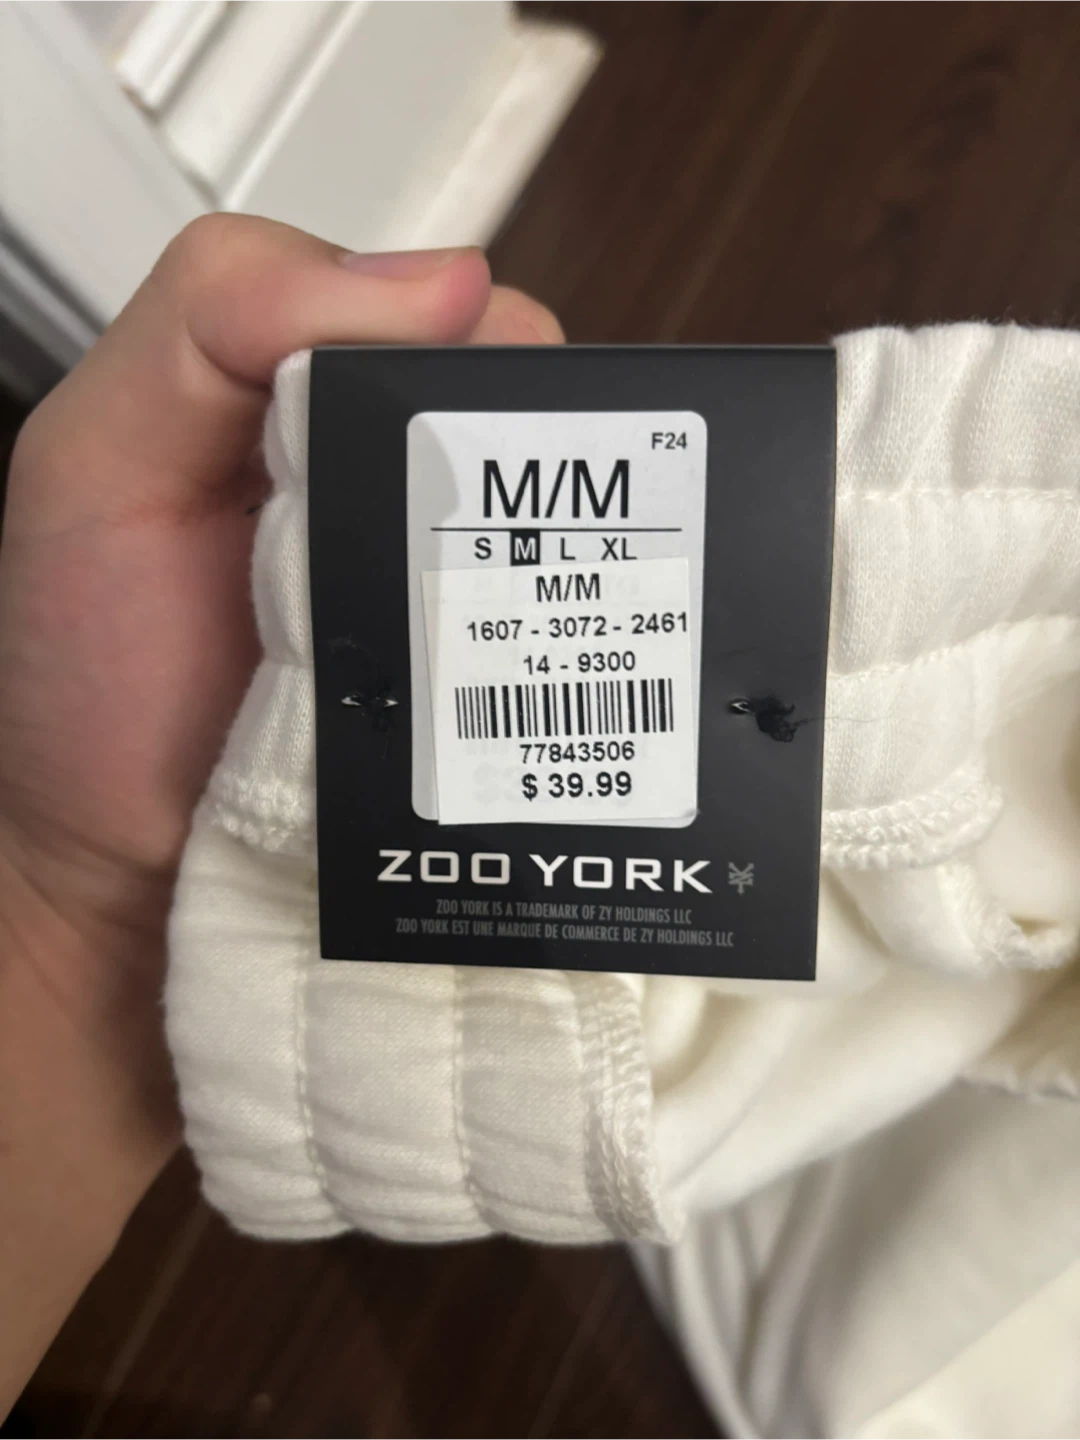 F24
M/M
S M L XL
M/M
1607 - 3072 - 2461
14 - 9300
77843506
$ 39.99
ZOO YORK
ZOO YORK IS A TRADEMARK OF ZY HOLDINGS LLC
ZOO YORK EST UNE MARQUE DE COMMERCE DE ZY HOLDINGS LLC